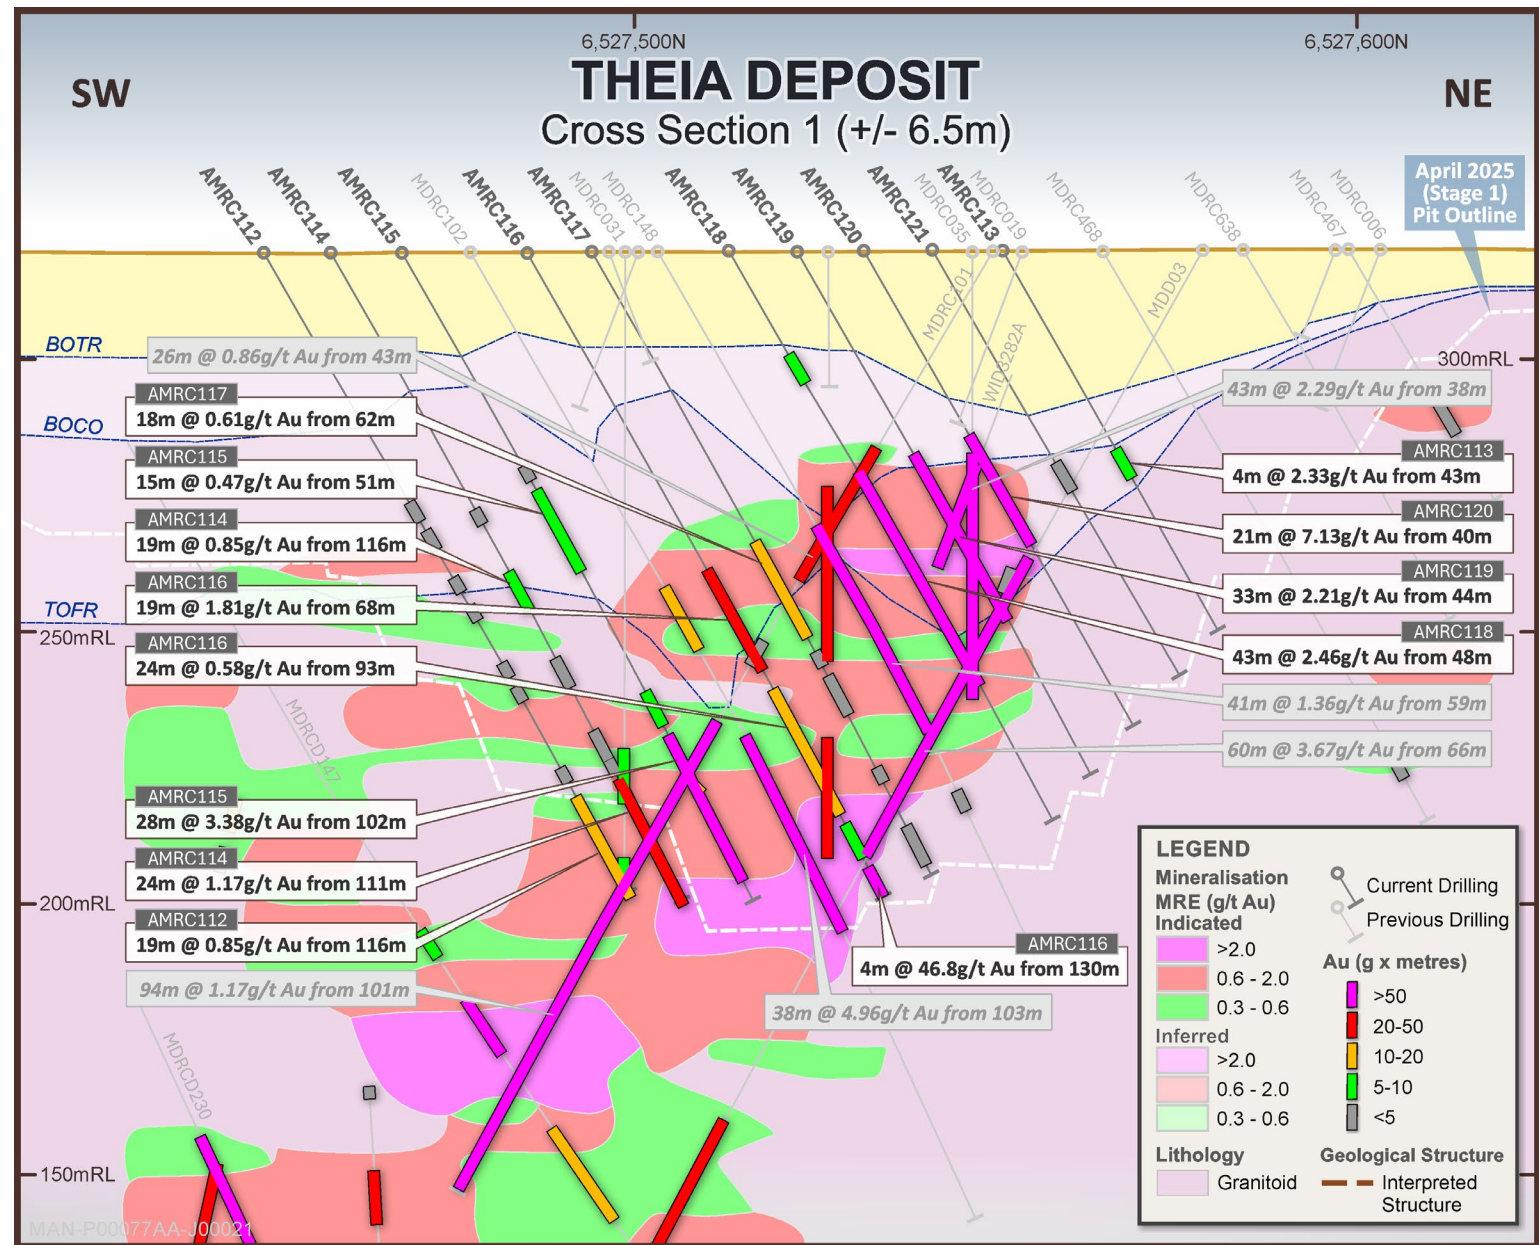 6,527,500N
6,527,600N
SW
THEIA DEPOSIT
NE
Cross Section 1 (+/- 6.5m)
April 2025
(Stage 1)
Pit Outline
AMRC112
AMRC114
AMRC115
MDRC102
AMRC116
AMRC117
MDRC031
MDRC148
AMRC118
AMRC119
AMRC120
AMRC121
MDRC035
AMRC113
MDRC019
MDRC468
MDRC638
MDRC467
MDRC006
MDRC101
MDD03
WID3282A
BOTR
26m @ 0.86g/t Au from 43m
300mRL
43m @ 2.29g/t Au from 38m
AMRC117
18m @ 0.61g/t Au from 62m
BOCO
AMRC113
4m @ 2.33g/t Au from 43m
AMRC115
15m @ 0.47g/t Au from 51m
AMRC120
21m @ 7.13g/t Au from 40m
AMRC114
19m @ 0.85g/t Au from 116m
AMRC119
33m @ 2.21g/t Au from 44m
AMRC116
19m @ 1.81g/t Au from 68m
TOFR
250mRL
AMRC118
43m @ 2.46g/t Au from 48m
AMRC116
24m @ 0.58g/t Au from 93m
41m @ 1.36g/t Au from 59m
MDRCD147
60m @ 3.67g/t Au from 66m
AMRC115
28m @ 3.38g/t Au from 102m
AMRC114
24m @ 1.17g/t Au from 111m
200mRL
AMRC112
19m @ 0.85g/t Au from 116m
AMRC116
4m @ 46.8g/t Au from 130m
94m @ 1.17g/t Au from 101m
38m @ 4.96g/t Au from 103m
MDRCD230
150mRL
MAN-P00077AA-J00021
LEGEND
Mineralisation
MRE (g/t Au)
Indicated
>2.0
0.6 - 2.0
0.3 - 0.6
Inferred
>2.0
0.6 - 2.0
0.3 - 0.6
Lithology
Granitoid
Current Drilling
Previous Drilling
Au (g x metres)
>50
20-50
10-20
5-10
<5
Geological Structure
Interpreted
Structure